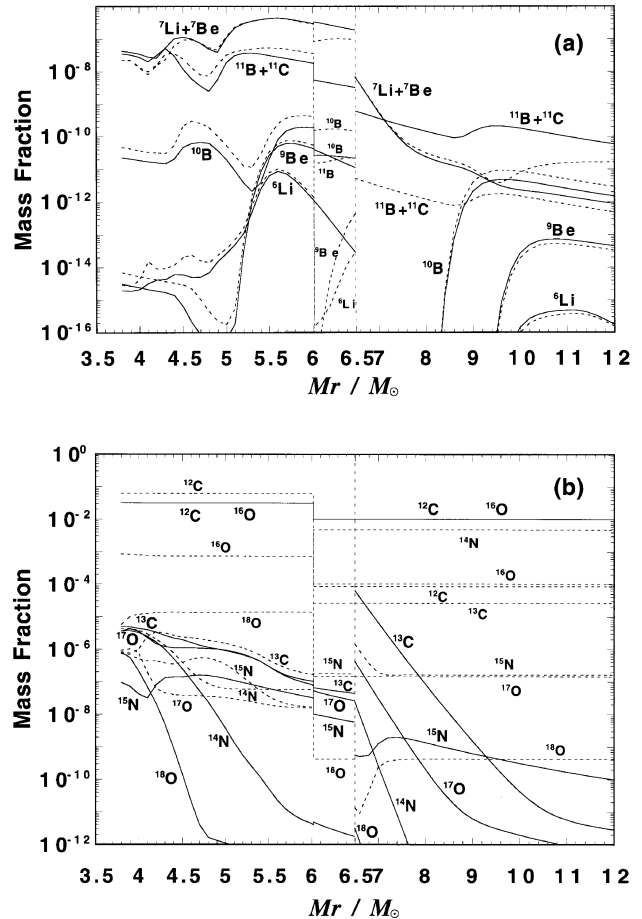 (a)
⁷Li+⁷Be
¹¹B+¹¹C
⁷Li+⁷Be
¹¹B+¹¹C
¹⁰B
¹⁰B
¹⁰B
⁹Be
¹¹B
⁶Li
¹¹B+¹¹C
⁹Be
⁹Be
¹⁰B
⁶Li
⁶Li
Mass Fraction
10⁻⁸
10⁻¹⁰
10⁻¹²
10⁻¹⁴
10⁻¹⁶
3.5 4 4.5 5 5.5 6 6.57 8 9 10 11 12
Mr / M☉
(b)
¹²C
¹²C ¹⁶O
¹²C ¹⁶O
¹⁴N
¹⁶O
¹⁶O
¹²C
¹³C
¹³C
¹⁸O
¹⁷O
¹³C
¹³C
¹⁵N
¹⁵N
¹⁵N
¹³C
¹⁵N
¹⁷O
¹⁴N
¹⁷O
¹⁷O
¹⁴N
¹⁵N
¹⁵N
¹⁸O
¹⁸O
¹⁸O
¹⁷O
¹⁴N
¹⁸O
Mass Fraction
10⁰
10⁻²
10⁻⁴
10⁻⁶
10⁻⁸
10⁻¹⁰
10⁻¹²
3.5 4 4.5 5 5.5 6 6.57 8 9 10 11 12
Mr / M☉